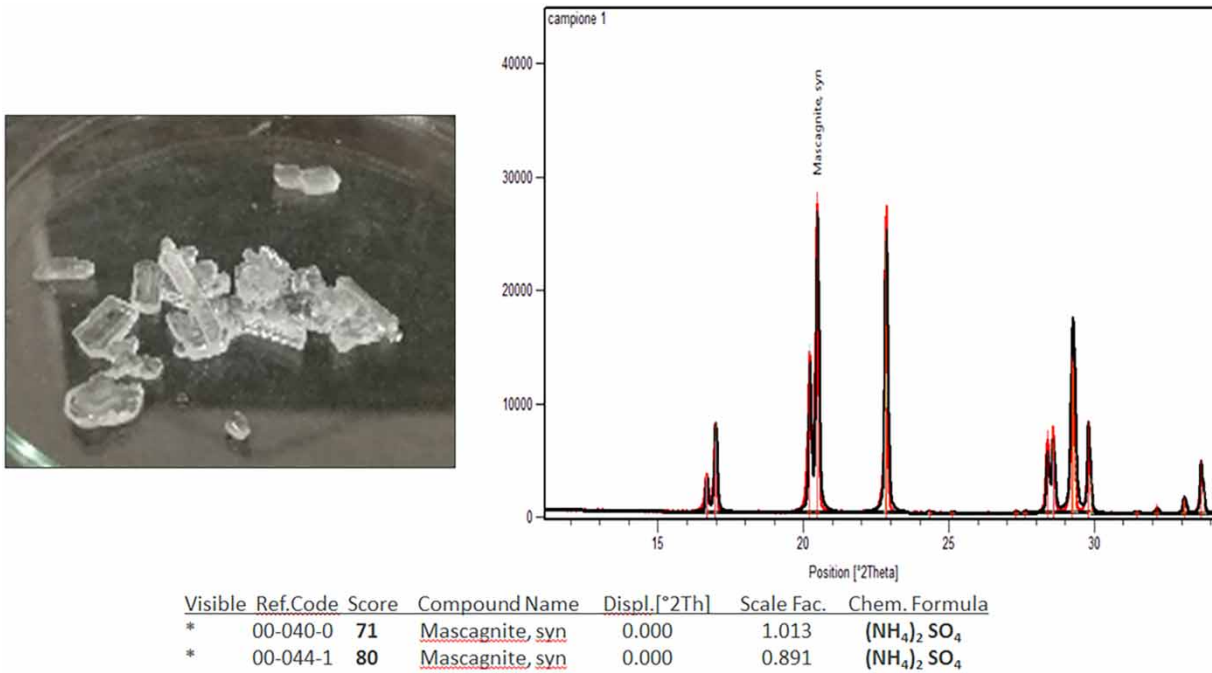 campione 1
40000
30000
20000
10000
0
Mascagnite, syn
15 20 25 30
Position [°2Theta]
Visible Ref.Code Score Compound Name Displ.[°2Th] Scale Fac. Chem. Formula
* 00-040-0 71 Mascagnite, syn 0.000 1.013 (NH₄)₂ SO₄
* 00-044-1 80 Mascagnite, syn 0.000 0.891 (NH₄)₂ SO₄